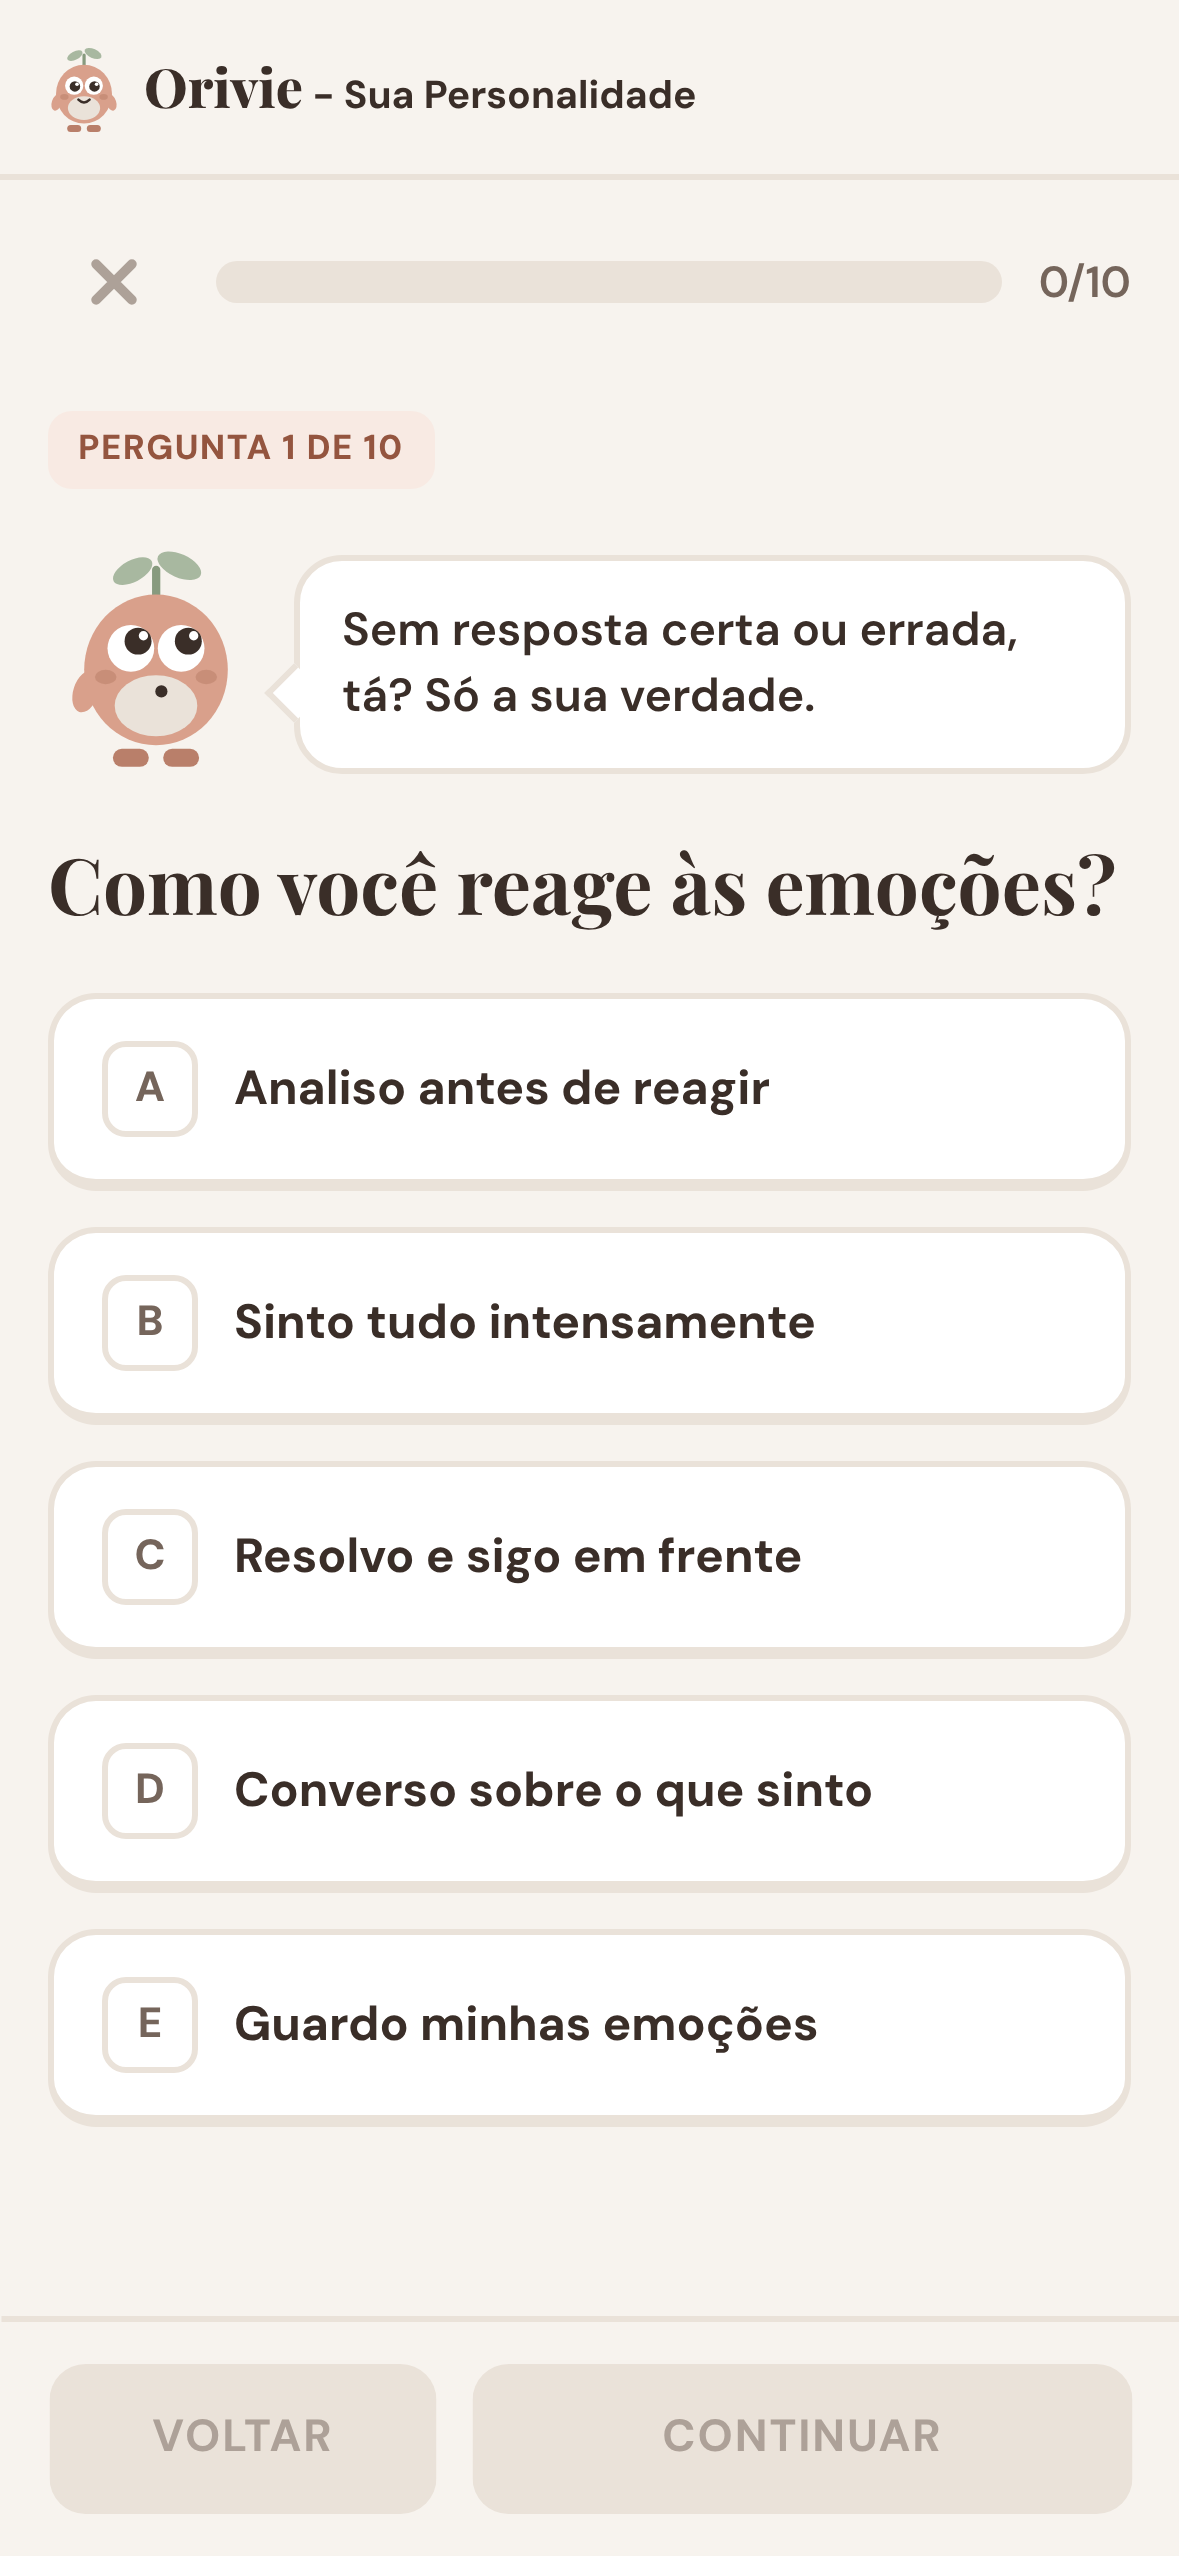 Orivie - Sua Personalidade
0/10
PERGUNTA 1 DE 10
Sem resposta certa ou errada,
tá? Só a sua verdade.
Como você reage às emoções?
A Analiso antes de reagir
B Sinto tudo intensamente
C Resolvo e sigo em frente
D Converso sobre o que sinto
E Guardo minhas emoções
VOLTAR CONTINUAR